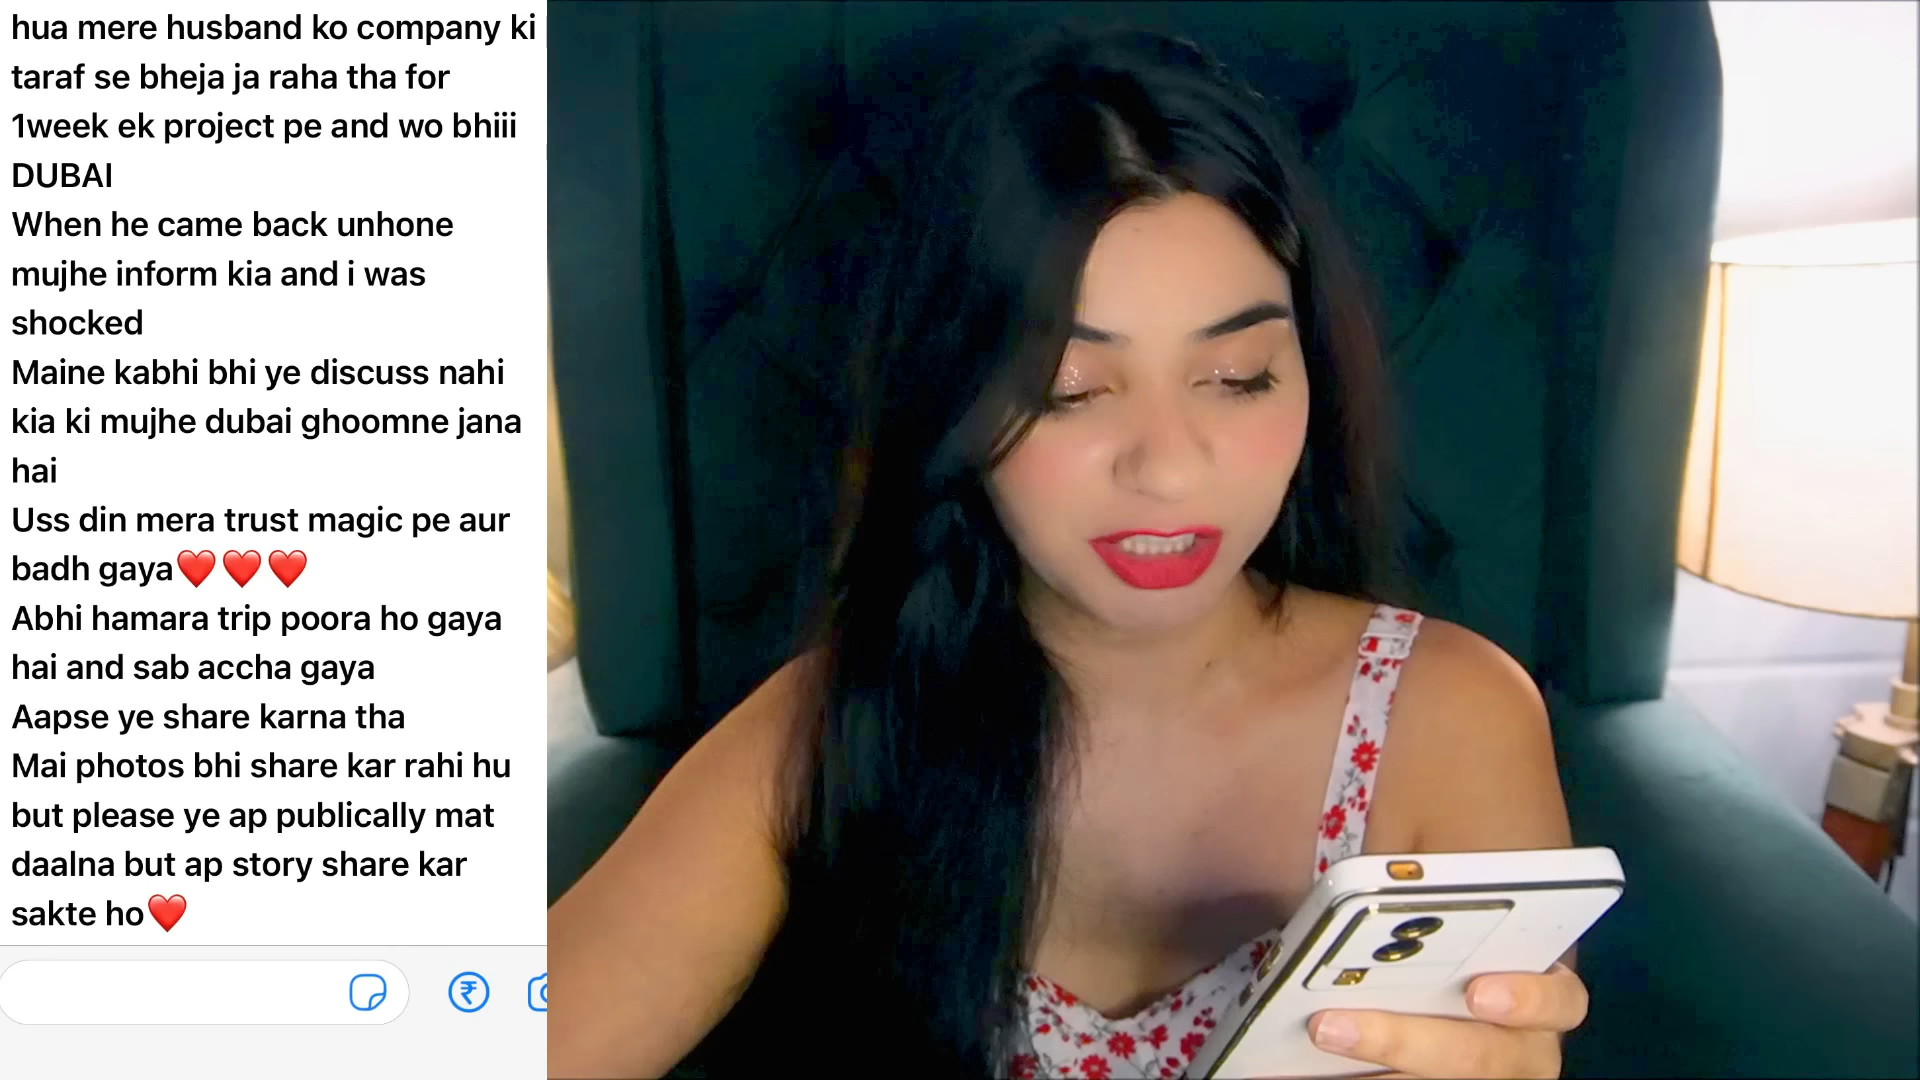 hua mere husband ko company ki
taraf se bheja ja raha tha for
1week ek project pe and wo bhiii
DUBAI
When he came back unhone
mujhe inform kia and i was
shocked
Maine kabhi bhi ye discuss nahi
kia ki mujhe dubai ghoomne jana
hai
Uss din mera trust magic pe aur
badh gaya❤️❤️❤️
Abhi hamara trip poora ho gaya
hai and sab accha gaya
Aapse ye share karna tha
Mai photos bhi share kar rahi hu
but please ye ap publically mat
daalna but ap story share kar
sakte ho❤️
₹